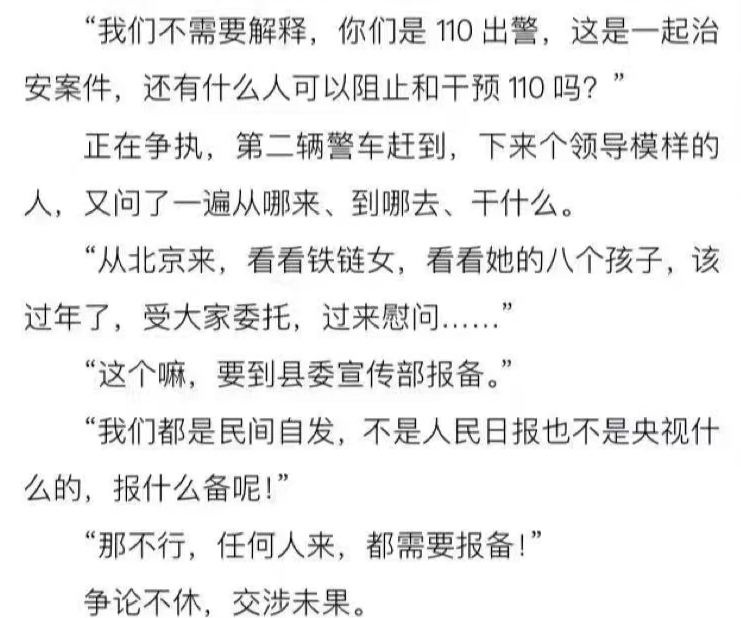 “我们不需要解释，你们是 110 出警，这是一起治
安案件，还有什么人可以阻止和干预 110 吗？”
正在争执，第二辆警车赶到，下来个领导模样的
人，又问了一遍从哪来、到哪去、干什么。
“从北京来，看看铁链女，看看她的八个孩子，该
过年了，受大家委托，过来慰问……”
“这个嘛，要到县委宣传部报备。”
“我们都是民间自发，不是人民日报也不是央视什
么的，报什么备呢！”
“那不行，任何人来，都需要报备！”
争论不休，交涉未果。